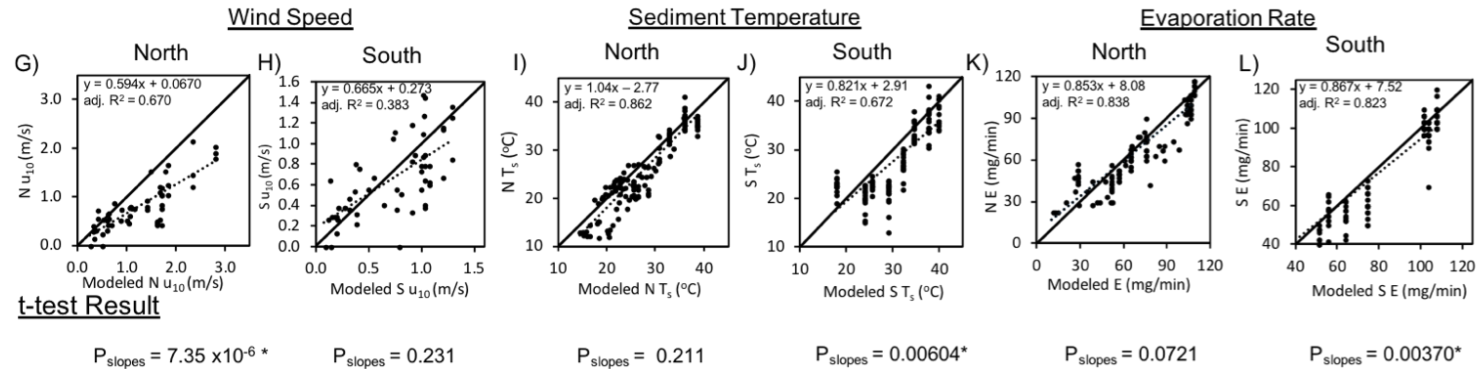 Wind Speed
Sediment Temperature
Evaporation Rate
G)
North
y = 0.594x + 0.0670
adj. R² = 0.670
N u₁₀ (m/s)
3.0
2.0
1.0
0.0
0.0 1.0 2.0 3.0
Modeled N u₁₀ (m/s)
H)
South
y = 0.665x + 0.273
adj. R² = 0.383
S u₁₀ (m/s)
1.6
1.4
1.2
1.0
0.8
0.6
0.4
0.2
0.0
0.0 0.5 1.0 1.5
Modeled S u₁₀ (m/s)
I)
North
y = 1.04x − 2.77
adj. R² = 0.862
N Tₛ (°C)
40
30
20
10
10 20 30 40
Modeled N Tₛ (°C)
J)
South
y = 0.821x + 2.91
adj. R² = 0.672
S Tₛ (°C)
40
30
20
10
10 20 30 40
Modeled S Tₛ (°C)
K)
North
y = 0.853x + 8.08
adj. R² = 0.838
N E (mg/min)
120
90
60
30
0
0 30 60 90 120
Modeled E (mg/min)
L)
South
y = 0.867x + 7.52
adj. R² = 0.823
S E (mg/min)
120
100
80
60
40
40 60 80 100 120
Modeled S E (mg/min)
t-test Result
Pslopes = 7.35 x10⁻⁶ *
Pslopes = 0.231
Pslopes = 0.211
Pslopes = 0.00604*
Pslopes = 0.0721
Pslopes = 0.00370*